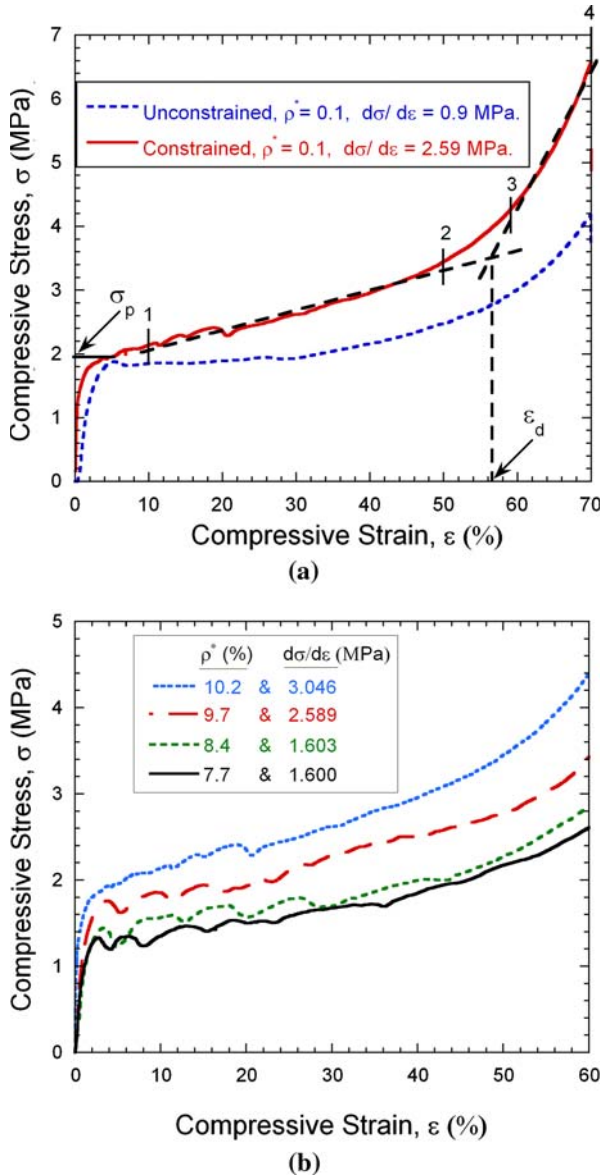 4
7
Unconstrained, ρ* = 0.1, dσ/ dε = 0.9 MPa.
6
Constrained, ρ* = 0.1, dσ/ dε = 2.59 MPa.
5
3
4
2
3
σp
1
2
εd
1
0
0 10 20 30 40 50 60 70
Compressive Stress, σ (MPa)
Compressive Strain, ε (%)
(a)
5
ρ* (%) dσ/dε (MPa)
10.2 & 3.046
4
9.7 & 2.589
8.4 & 1.603
7.7 & 1.600
3
2
1
0
0 10 20 30 40 50 60
Compressive Stress, σ (MPa)
Compressive Strain, ε (%)
(b)